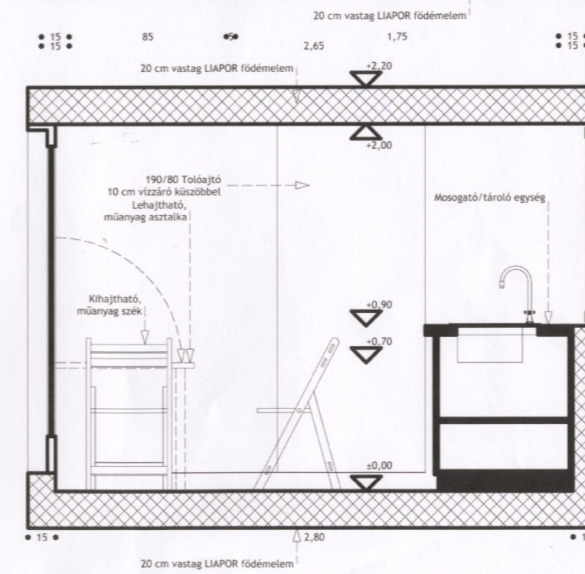 20 cm vastag LIAPOR födémelem
15 85 5 1,75 15
15 2,65 15
20 cm vastag LIAPOR födémelem
+2,20
+2,00
190/80 Tolóajtó
10 cm vízzáró küszöbbel
Lehajtható,
műanyag asztalka
Mosogató/tároló egység
Kihajtható,
műanyag szék
+0,90
+0,70
±0,00
15 2,80 1
20 cm vastag LIAPOR födémelem